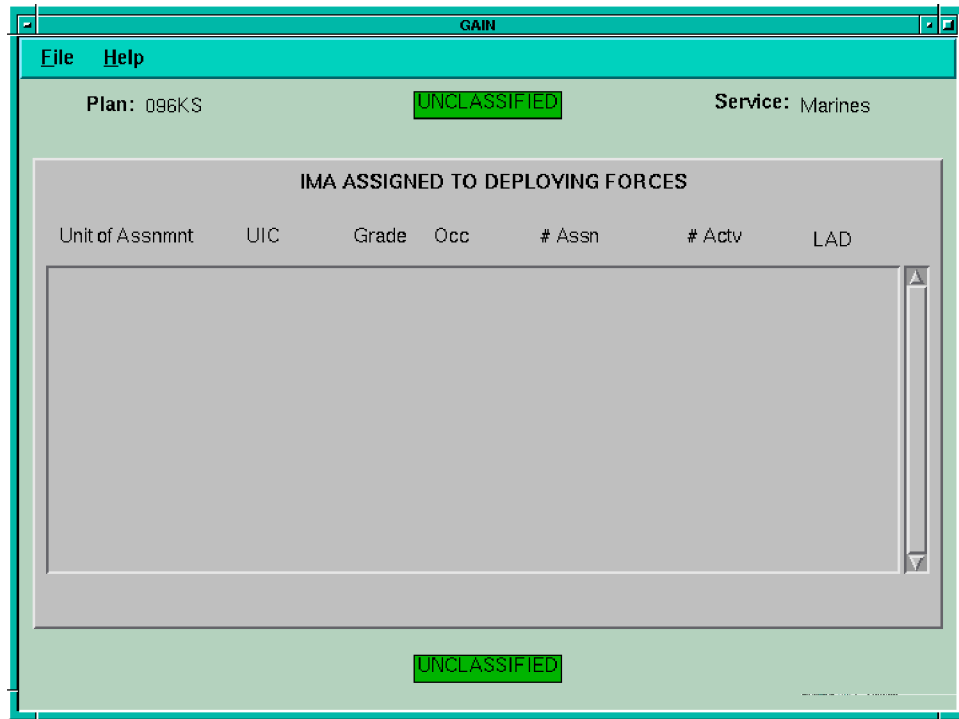 GAIN
File Help
Plan: 096KS UNCLASSIFIED Service: Marines
IMA ASSIGNED TO DEPLOYING FORCES
Unit of Assnmnt UIC Grade Occ # Assn # Actv LAD
UNCLASSIFIED